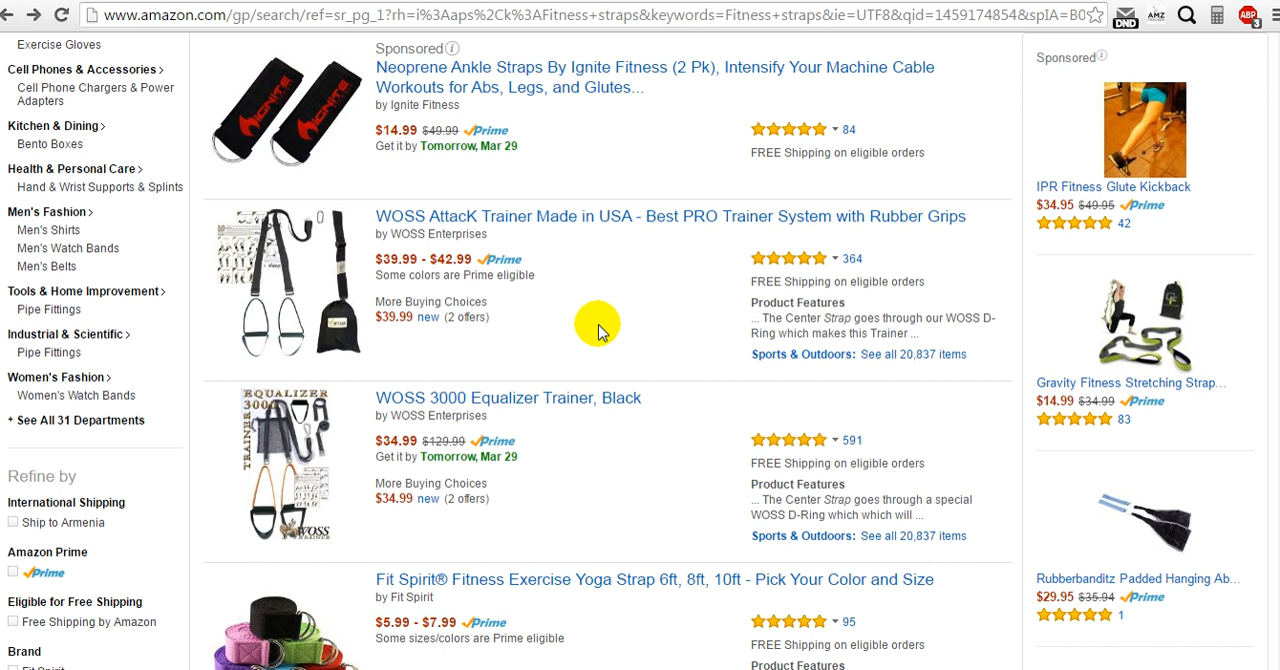 www.amazon.com/gp/search/ref=sr_pg_1?rh=i%3Aaps%2Ck%3AFitness+straps&keywords=Fitness+straps&ie=UTF8&qid=1459174854&spIA=B0
DND
AMZ
ABP
3
Exercise Gloves
Cell Phones & Accessories
Cell Phone Chargers & Power
Adapters
Kitchen & Dining
Bento Boxes
Health & Personal Care
Hand & Wrist Supports & Splints
Men's Fashion
Men's Shirts
Men's Watch Bands
Men's Belts
Tools & Home Improvement
Pipe Fittings
Industrial & Scientific
Pipe Fittings
Women's Fashion
Women's Watch Bands
+ See All 31 Departments
Refine by
International Shipping
Ship to Armenia
Amazon Prime
Prime
Eligible for Free Shipping
Free Shipping by Amazon
Brand
Fit Spirit
Sponsored
IGNITE
IGNITE
Neoprene Ankle Straps By Ignite Fitness (2 Pk), Intensify Your Machine Cable
Workouts for Abs, Legs, and Glutes...
by Ignite Fitness
$14.99 $49.99 Prime
Get it by Tomorrow, Mar 29
84
FREE Shipping on eligible orders
WOSS AttacK Trainer Made in USA - Best PRO Trainer System with Rubber Grips
by WOSS Enterprises
$39.99 - $42.99 Prime
Some colors are Prime eligible
More Buying Choices
$39.99 new (2 offers)
364
FREE Shipping on eligible orders
Product Features
... The Center Strap goes through our WOSS D-
Ring which makes this Trainer ...
Sports & Outdoors: See all 20,837 items
EQUALIZER
3000
TRAINER
WOSS
WOSS 3000 Equalizer Trainer, Black
by WOSS Enterprises
$34.99 $129.99 Prime
Get it by Tomorrow, Mar 29
More Buying Choices
$34.99 new (2 offers)
591
FREE Shipping on eligible orders
Product Features
... The Center Strap goes through a special
WOSS D-Ring which which will ...
Sports & Outdoors: See all 20,837 items
Fit Spirit® Fitness Exercise Yoga Strap 6ft, 8ft, 10ft - Pick Your Color and Size
by Fit Spirit
$5.99 - $7.99 Prime
Some sizes/colors are Prime eligible
95
FREE Shipping on eligible orders
Product Features
Sponsored
IPR Fitness Glute Kickback
$34.95 $49.95 Prime
42
Gravity Fitness Stretching Strap...
$14.99 $34.99 Prime
83
Rubberbanditz Padded Hanging Ab...
$29.95 $35.94 Prime
1